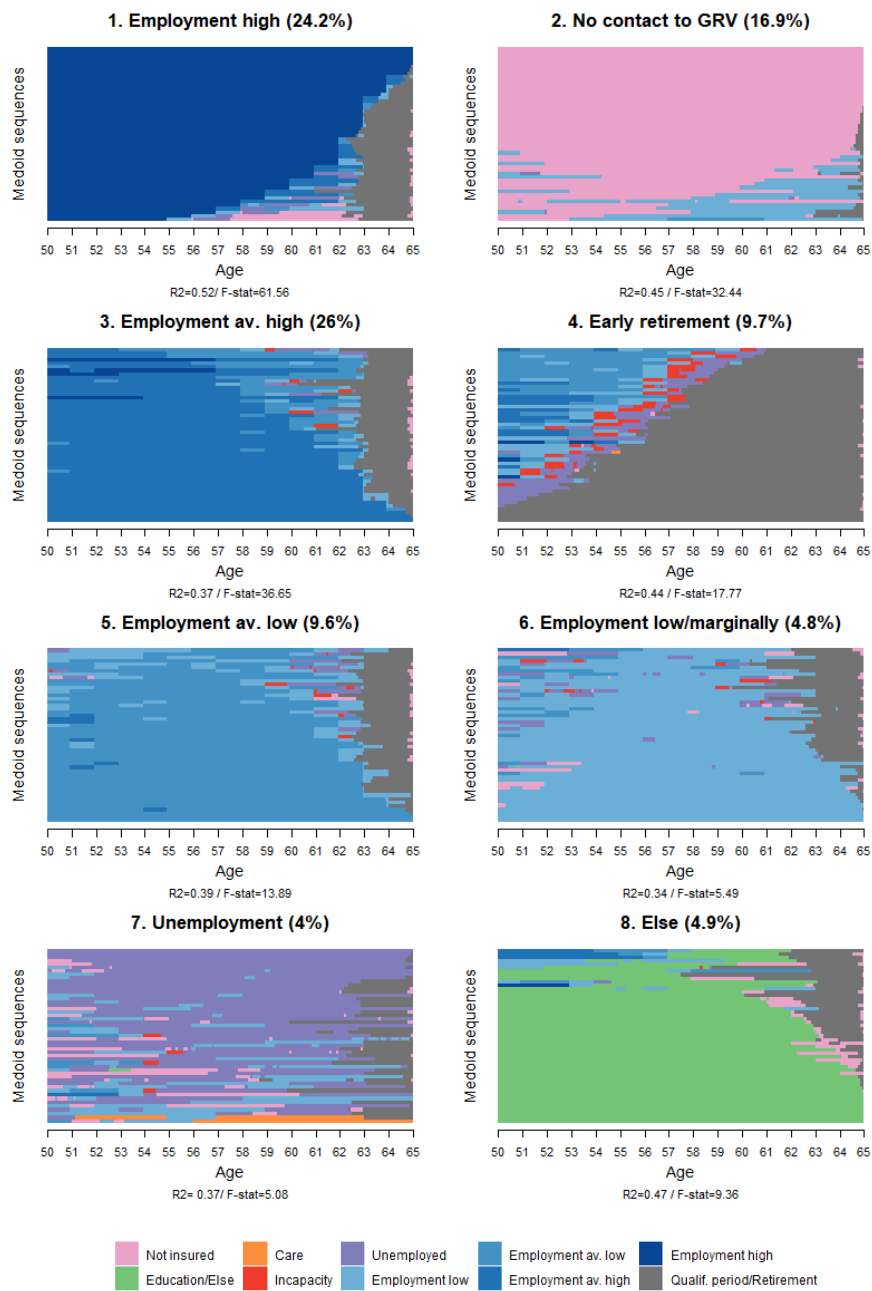 1. Employment high (24.2%)
Medoid sequences
50 51 52 53 54 55 56 57 58 59 60 61 62 63 64 65
Age
R2=0.52/ F-stat=61.56
2. No contact to GRV (16.9%)
Medoid sequences
50 51 52 53 54 55 56 57 58 59 60 61 62 63 64 65
Age
R2=0.45 / F-stat=32.44
3. Employment av. high (26%)
Medoid sequences
50 51 52 53 54 55 56 57 58 59 60 61 62 63 64 65
Age
R2=0.37 / F-stat=36.65
4. Early retirement (9.7%)
Medoid sequences
50 51 52 53 54 55 56 57 58 59 60 61 62 63 64 65
Age
R2=0.44 / F-stat=17.77
5. Employment av. low (9.6%)
Medoid sequences
50 51 52 53 54 55 56 57 58 59 60 61 62 63 64 65
Age
R2=0.39 / F-stat=13.89
6. Employment low/marginally (4.8%)
Medoid sequences
50 51 52 53 54 55 56 57 58 59 60 61 62 63 64 65
Age
R2=0.34 / F-stat=5.49
7. Unemployment (4%)
Medoid sequences
50 51 52 53 54 55 56 57 58 59 60 61 62 63 64 65
Age
R2= 0.37/ F-stat=5.08
8. Else (4.9%)
Medoid sequences
50 51 52 53 54 55 56 57 58 59 60 61 62 63 64 65
Age
R2=0.47 / F-stat=9.36
Not insured Care Unemployed Employment av. low Employment high
Education/Else Incapacity Employment low Employment av. high Qualif. period/Retirement